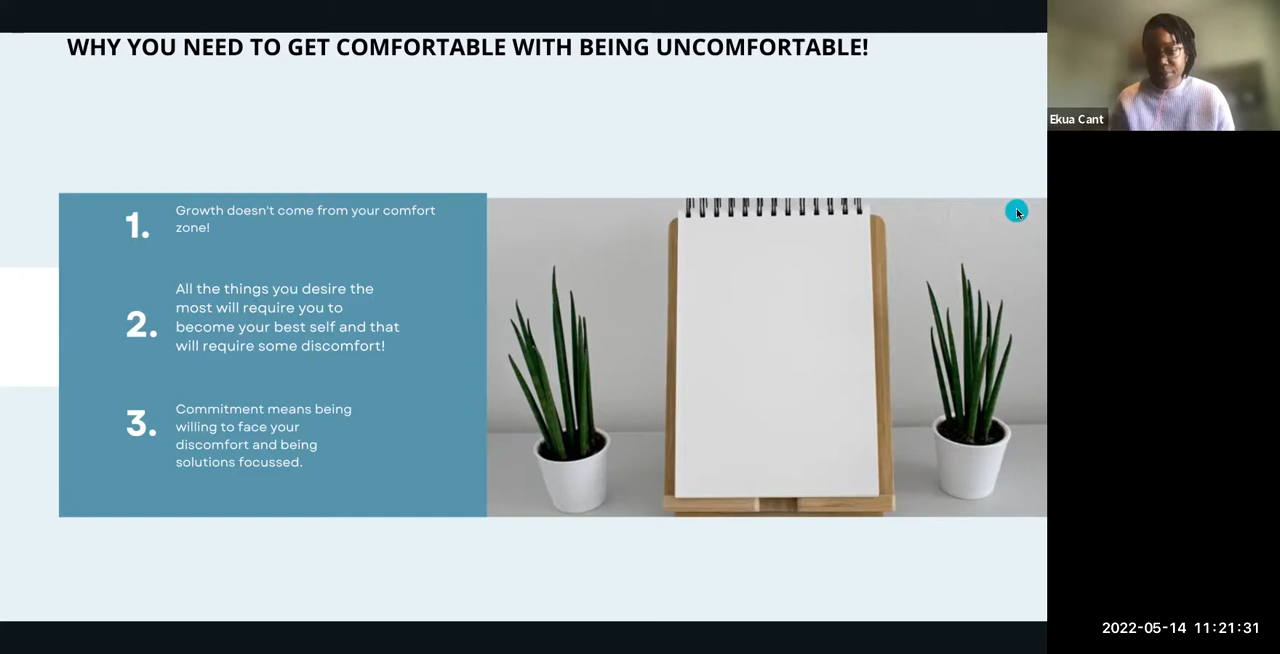 WHY YOU NEED TO GET COMFORTABLE WITH BEING UNCOMFORTABLE!
Ekua Cant
1.
Growth doesn't come from your comfort
zone!
2.
All the things you desire the
most will require you to
become your best self and that
will require some discomfort!
3.
Commitment means being
willing to face your
discomfort and being
solutions focussed.
2022-05-14 11:21:31